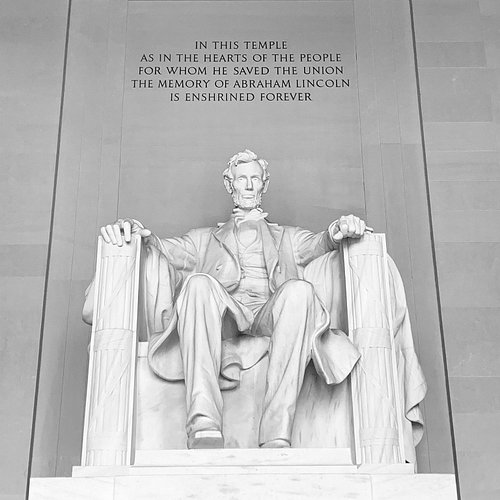 IN THIS TEMPLE
AS IN THE HEARTS OF THE PEOPLE
FOR WHOM HE SAVED THE UNION
THE MEMORY OF ABRAHAM LINCOLN
IS ENSHRINED FOREVER